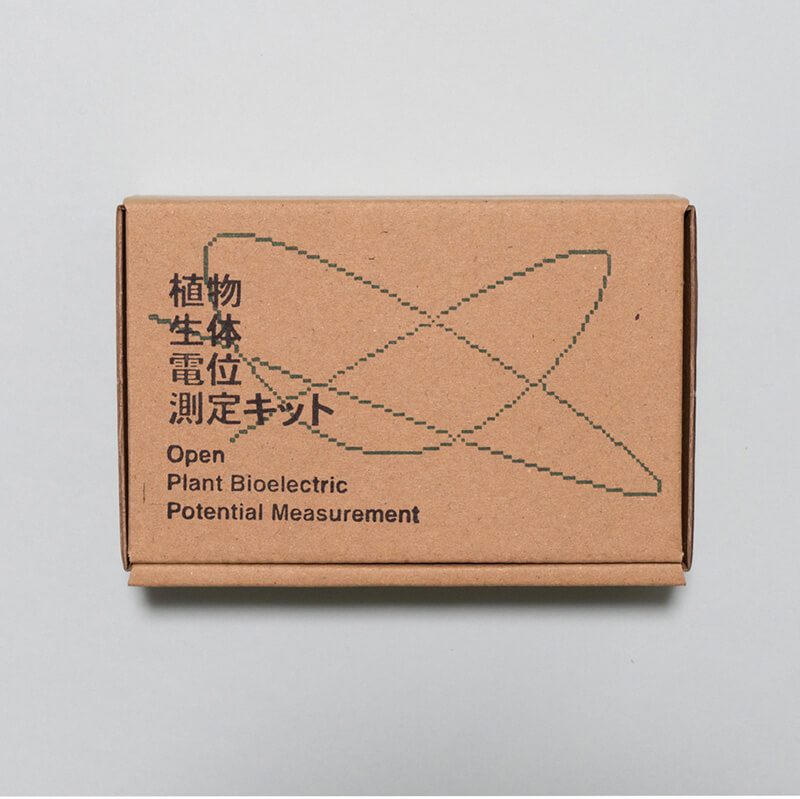 植物
生体
電位
測定キット
Open
Plant Bioelectric
Potential Measurement